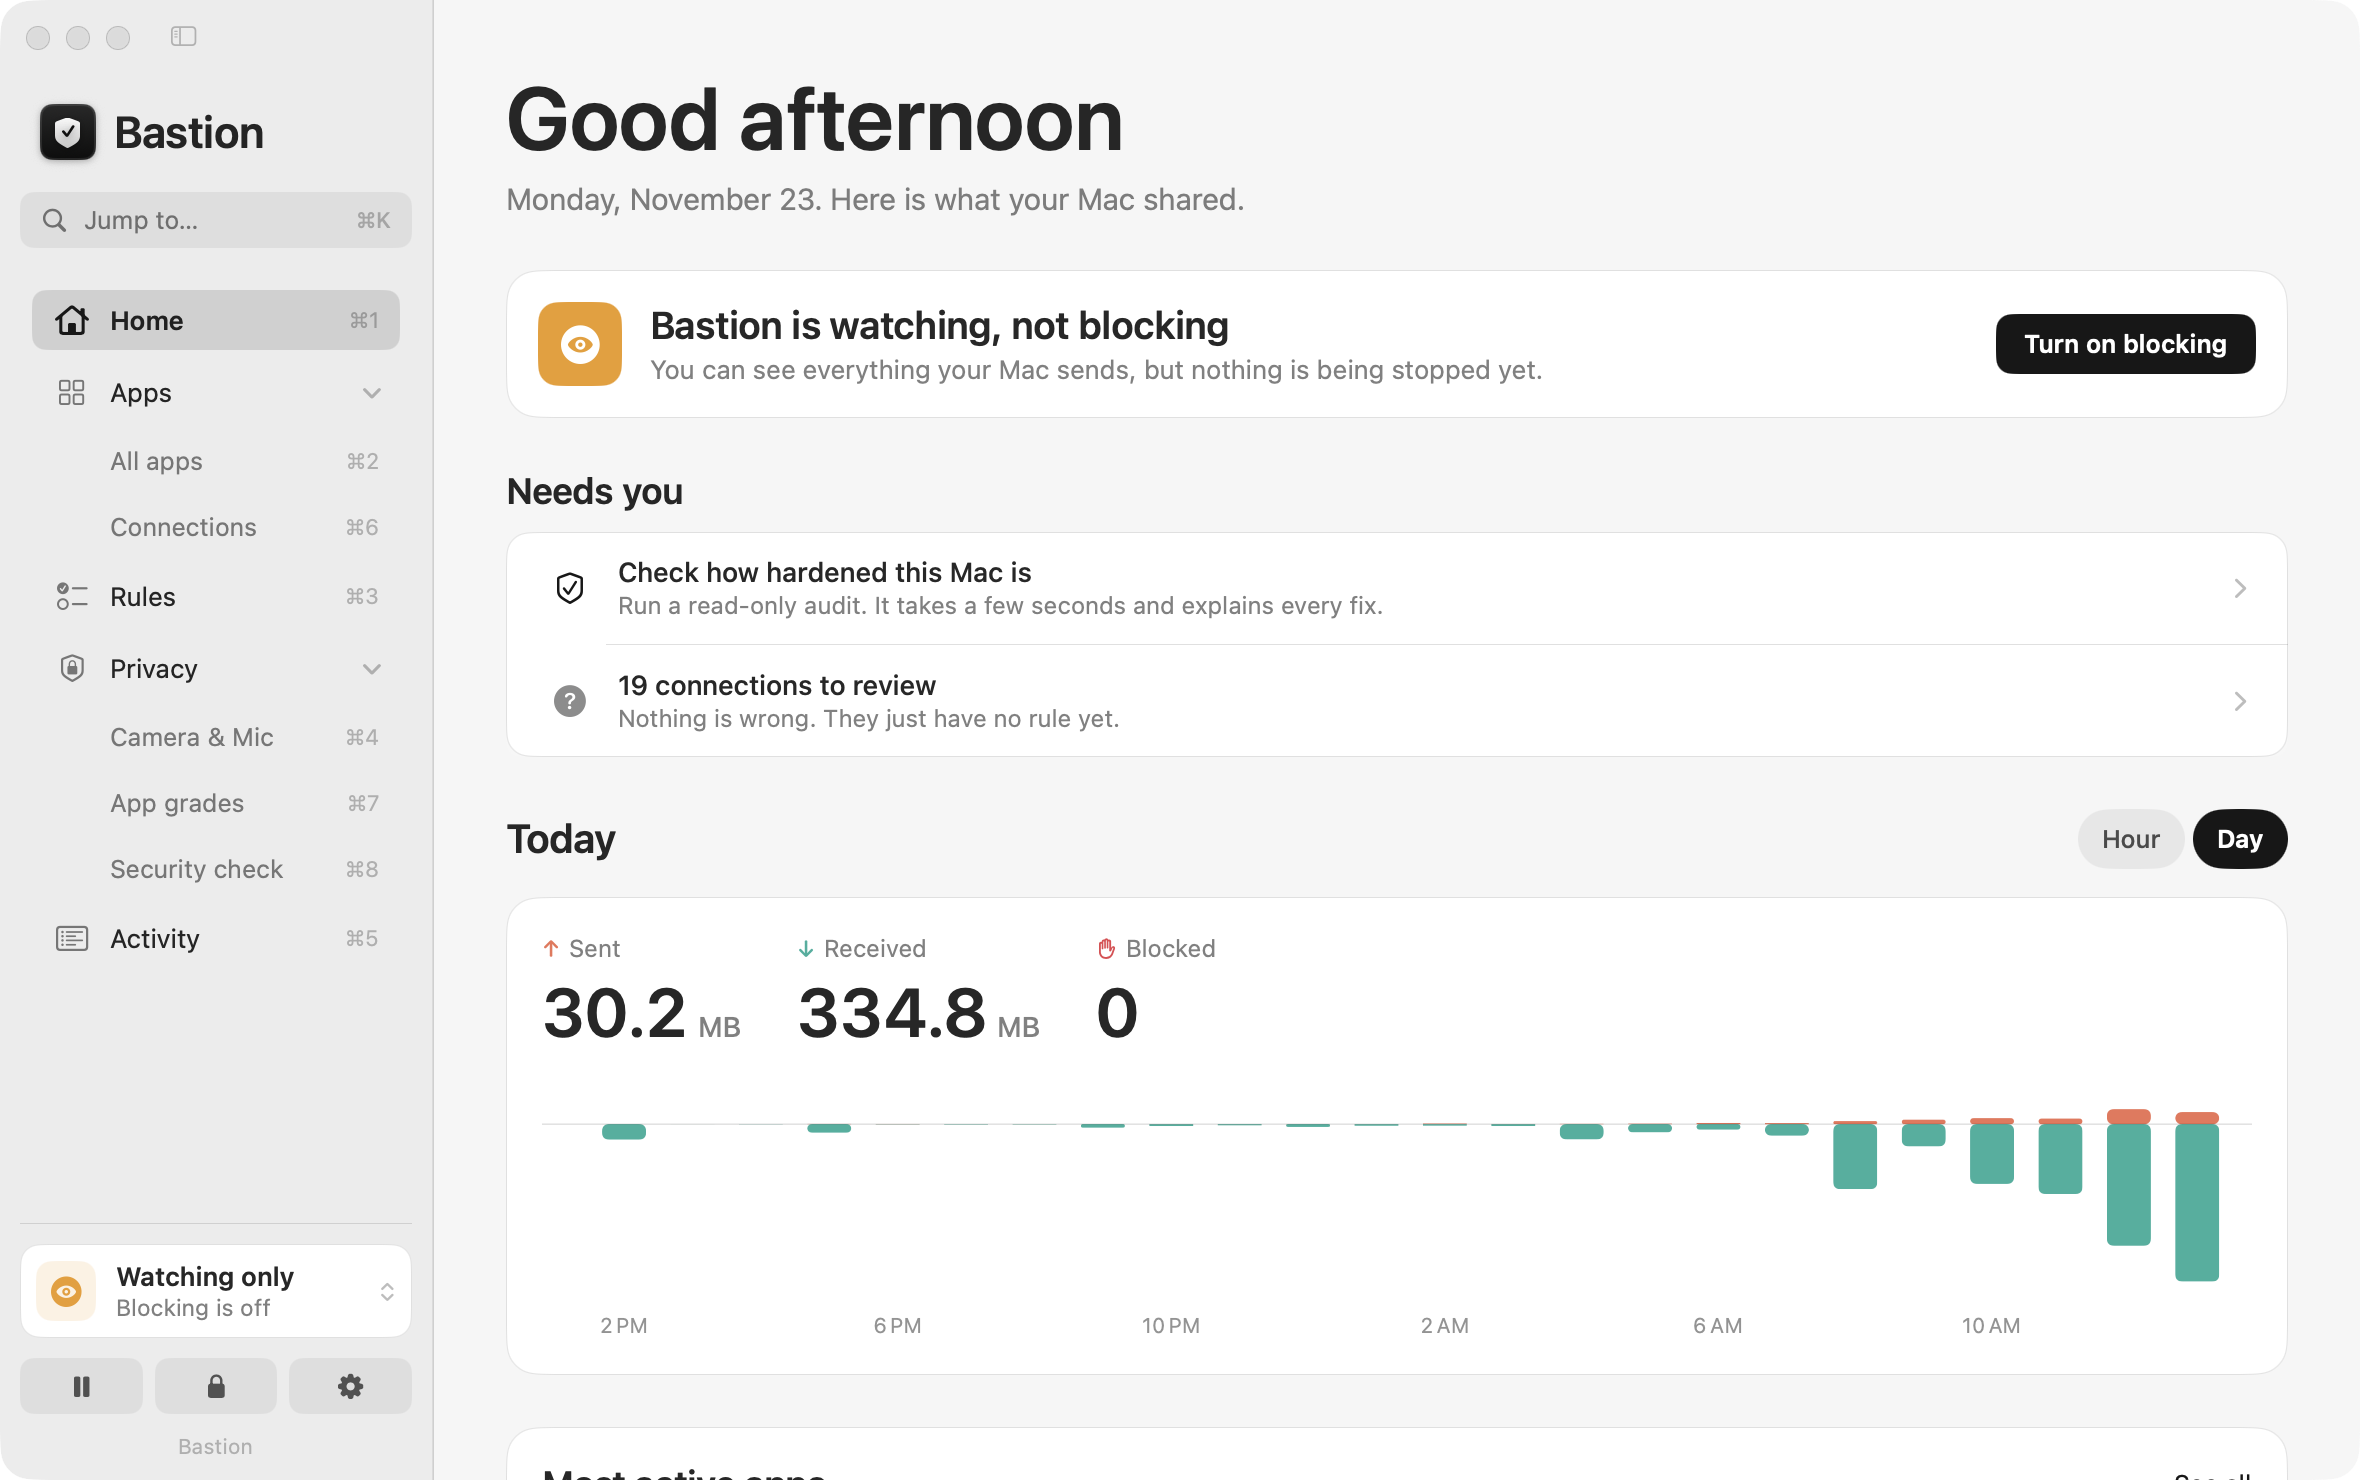 Bastion
Jump to... ⌘K
Home ⌘1
Apps
All apps ⌘2
Connections ⌘6
Rules ⌘3
Privacy
Camera & Mic ⌘4
App grades ⌘7
Security check ⌘8
Activity ⌘5
Watching only
Blocking is off
Bastion
Good afternoon
Monday, November 23. Here is what your Mac shared.
Bastion is watching, not blocking
You can see everything your Mac sends, but nothing is being stopped yet.
Turn on blocking
Needs you
Check how hardened this Mac is
Run a read-only audit. It takes a few seconds and explains every fix.
19 connections to review
Nothing is wrong. They just have no rule yet.
Today
Hour Day
Sent Received Blocked
30.2 MB 334.8 MB 0
2 PM 6 PM 10 PM 2 AM 6 AM 10 AM
Most active apps See all